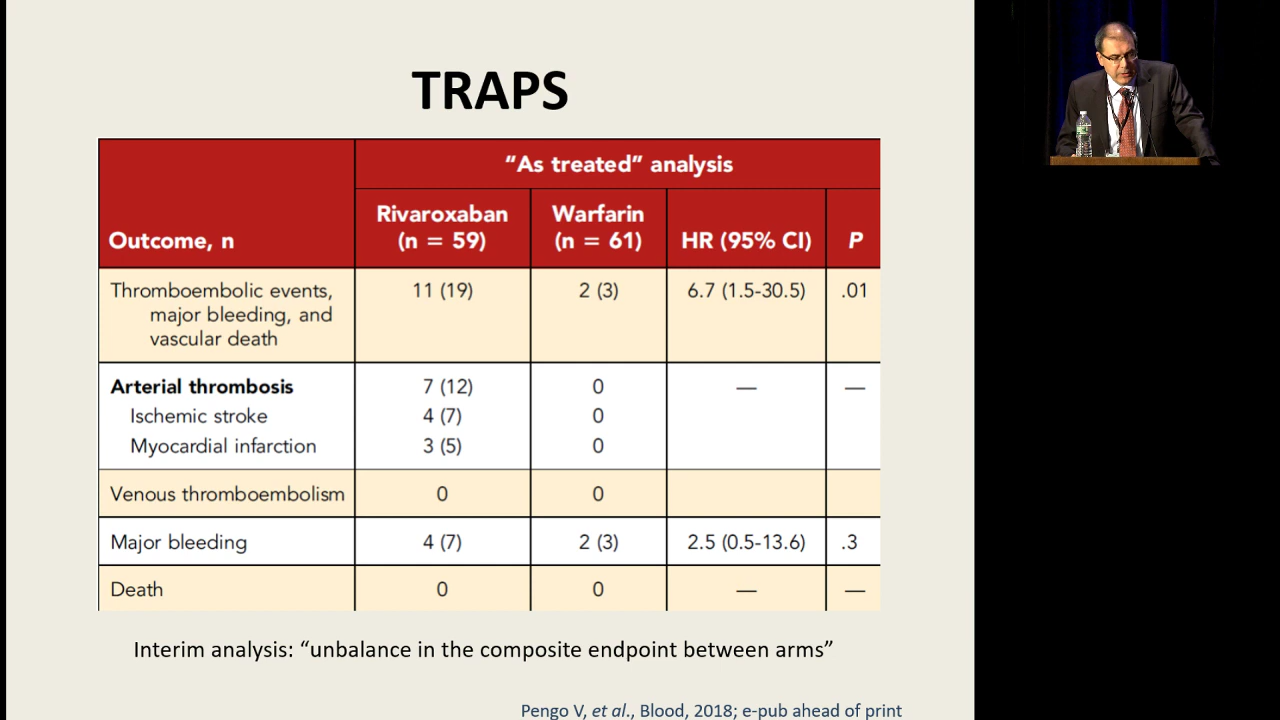 TRAPS
“As treated” analysis
Outcome, n
Rivaroxaban
(n = 59)
Warfarin
(n = 61)
HR (95% CI)
P
Thromboembolic events,
major bleeding, and
vascular death
11 (19)
2 (3)
6.7 (1.5-30.5)
.01
Arterial thrombosis
7 (12)
0
—
—
Ischemic stroke
4 (7)
0
Myocardial infarction
3 (5)
0
Venous thromboembolism
0
0
Major bleeding
4 (7)
2 (3)
2.5 (0.5-13.6)
.3
Death
0
0
—
—
Interim analysis: “unbalance in the composite endpoint between arms”
Pengo V, et al., Blood, 2018; e-pub ahead of print